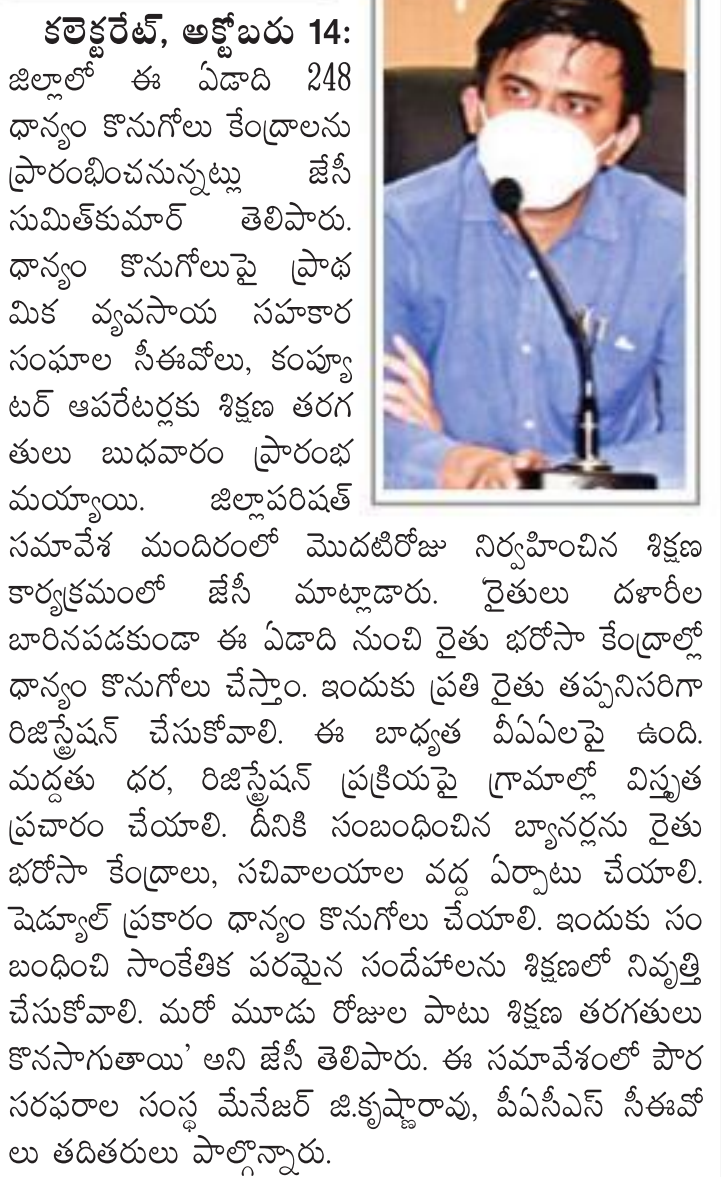 కలెక్టరేట్, అక్టోబరు 14:
జిల్లాలో ఈ ఏడాది 248
ధాన్యం కొనుగోలు కేంద్రాలను
ప్రారంభించనున్నట్లు జేసీ
సుమిత్‌కుమార్ తెలిపారు.
ధాన్యం కొనుగోలుపై ప్రాథ
మిక వ్యవసాయ సహకార
సంఘాల సీఈవోలు, కంప్యూ
టర్ ఆపరేటర్లకు శిక్షణ తరగ
తులు బుధవారం ప్రారంభ
మయ్యాయి. జిల్లాపరిషత్
సమావేశ మందిరంలో మొదటిరోజు నిర్వహించిన శిక్షణ
కార్యక్రమంలో జేసీ మాట్లాడారు. 'రైతులు దళారీల
బారినపడకుండా ఈ ఏడాది నుంచి రైతు భరోసా కేంద్రాల్లో
ధాన్యం కొనుగోలు చేస్తాం. ఇందుకు ప్రతి రైతు తప్పనిసరిగా
రిజిస్ట్రేషన్ చేసుకోవాలి. ఈ బాధ్యత వీఏఏలపై ఉంది.
మద్దతు ధర, రిజిస్ట్రేషన్ ప్రక్రియపై గ్రామాల్లో విస్తృత
ప్రచారం చేయాలి. దీనికి సంబంధించిన బ్యానర్లను రైతు
భరోసా కేంద్రాలు, సచివాలయాల వద్ద ఏర్పాటు చేయాలి.
షెడ్యూల్ ప్రకారం ధాన్యం కొనుగోలు చేయాలి. ఇందుకు సం
బంధించి సాంకేతిక పరమైన సందేహాలను శిక్షణలో నివృత్తి
చేసుకోవాలి. మరో మూడు రోజుల పాటు శిక్షణ తరగతులు
కొనసాగుతాయి' అని జేసీ తెలిపారు. ఈ సమావేశంలో పౌర
సరఫరాల సంస్థ మేనేజర్ జి.కృష్ణారావు, పీఏసీఎస్ సీఈవో
లు తదితరులు పాల్గొన్నారు.